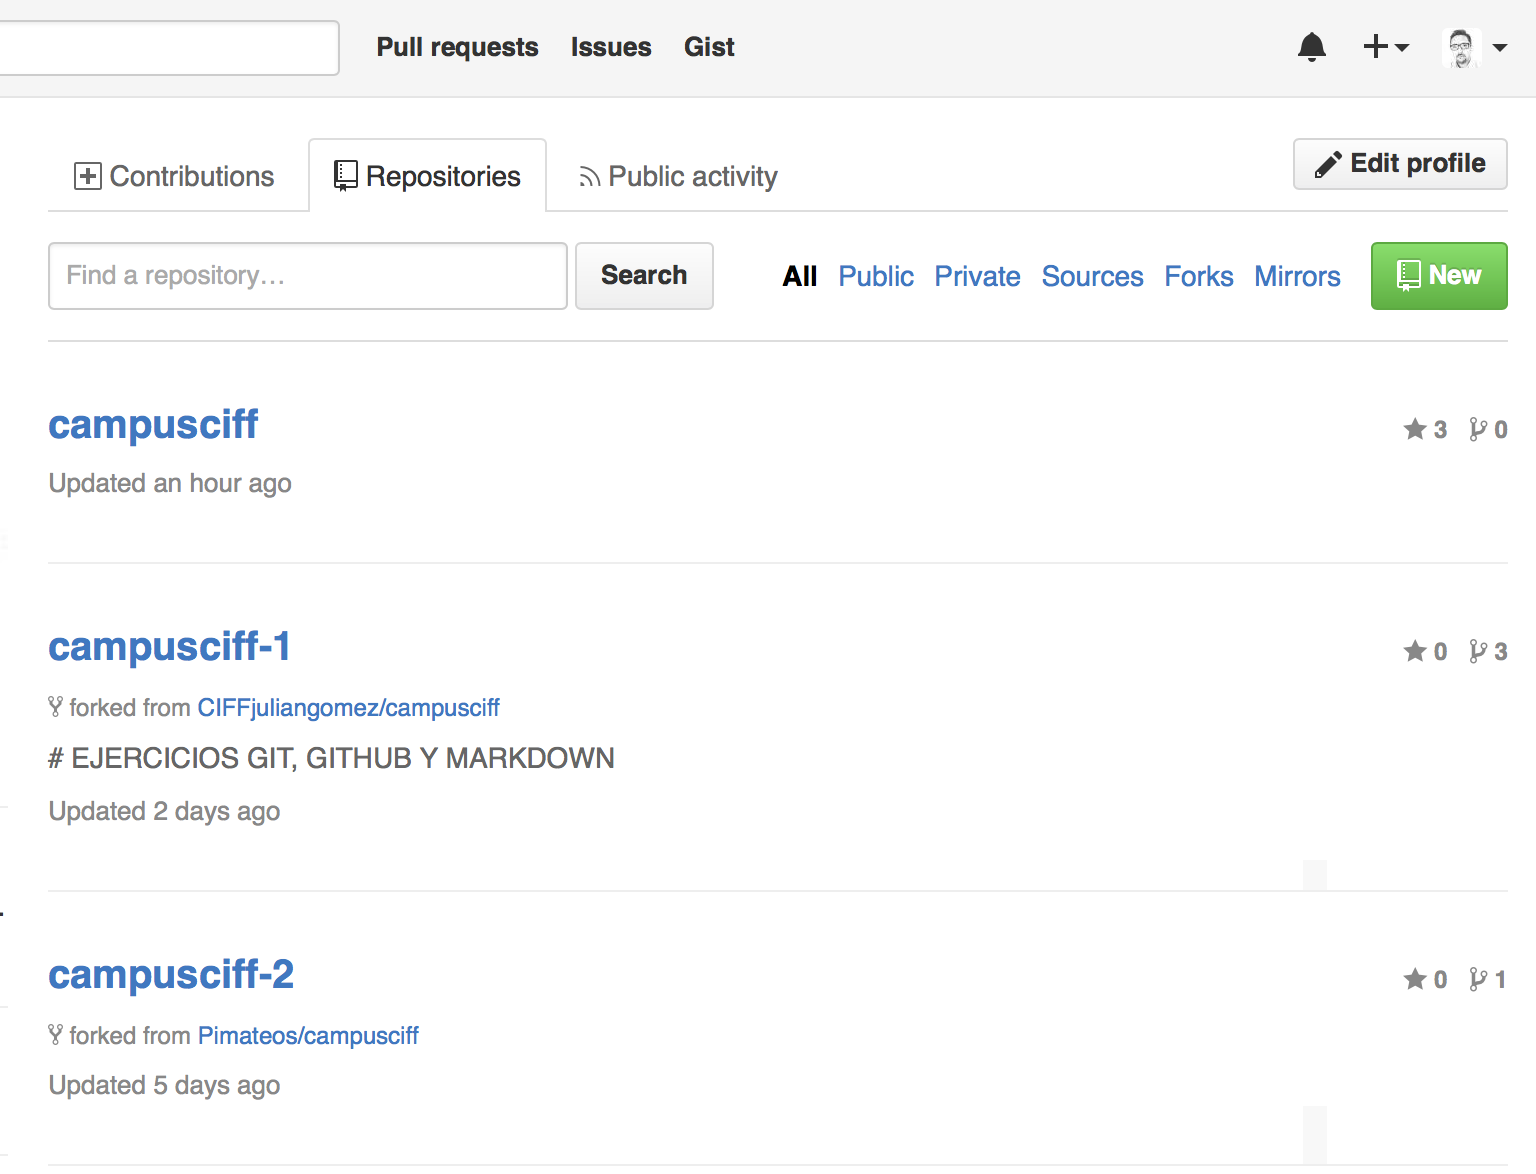 Pull requests Issues Gist
Contributions Repositories Public activity Edit profile
Find a repository… Search All Public Private Sources Forks Mirrors New
campusciff 3 0
Updated an hour ago
campusciff-1 0 3
forked from CIFFjuliangomez/campusciff
# EJERCICIOS GIT, GITHUB Y MARKDOWN
Updated 2 days ago
campusciff-2 0 1
forked from Pimateos/campusciff
Updated 5 days ago